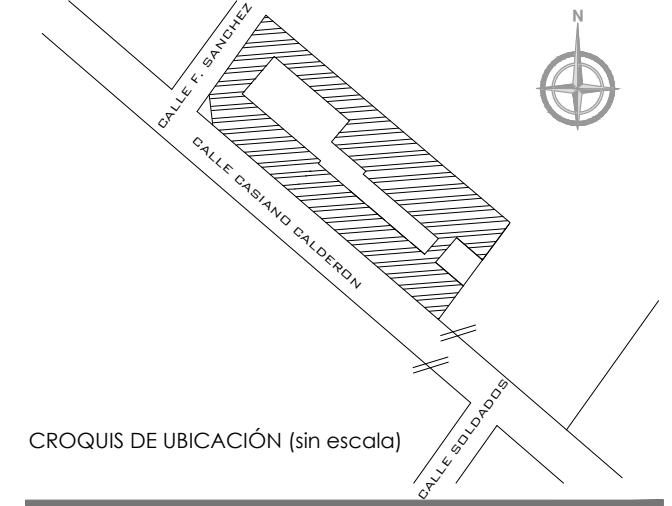 CALLE F. SANCHEZ
N
CALLE CASIANO CALDERON
CROQUIS DE UBICACIÓN (sin escala)
CALLE SOLDADOS